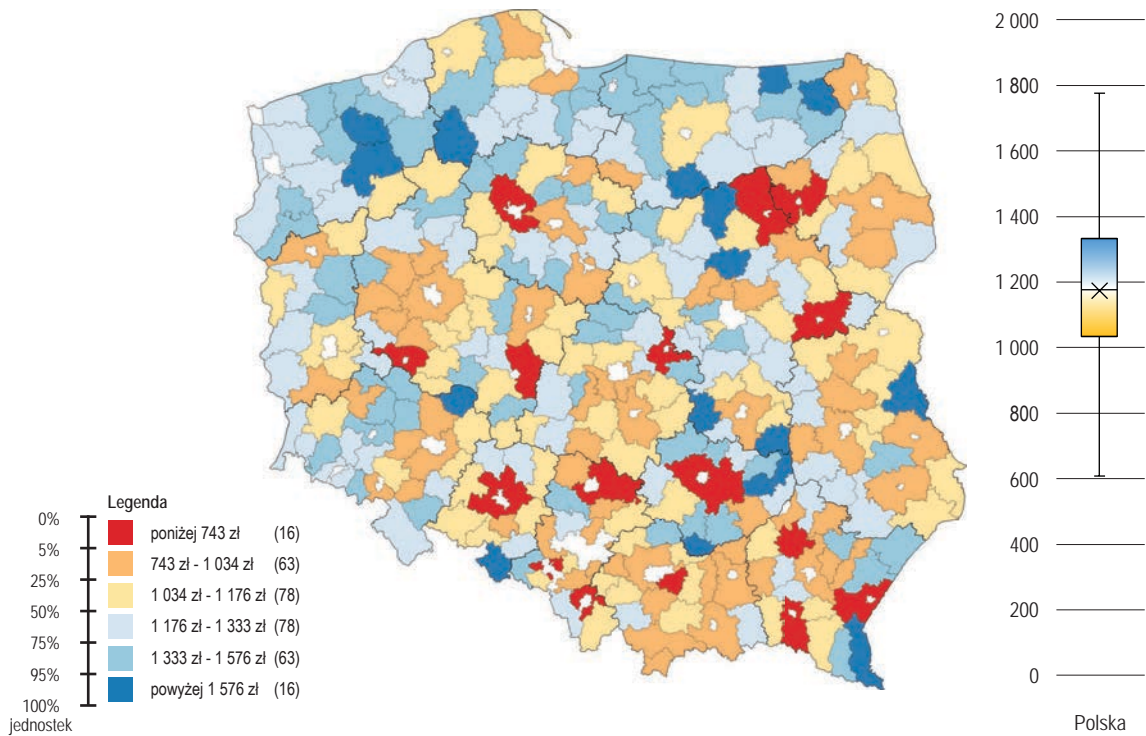 Legenda
0%
5%
25%
50%
75%
95%
100%
jednostek
poniżej 743 zł (16)
743 zł - 1 034 zł (63)
1 034 zł - 1 176 zł (78)
1 176 zł - 1 333 zł (78)
1 333 zł - 1 576 zł (63)
powyżej 1 576 zł (16)
2 000
1 800
1 600
1 400
1 200
1 000
800
600
400
200
0
Polska